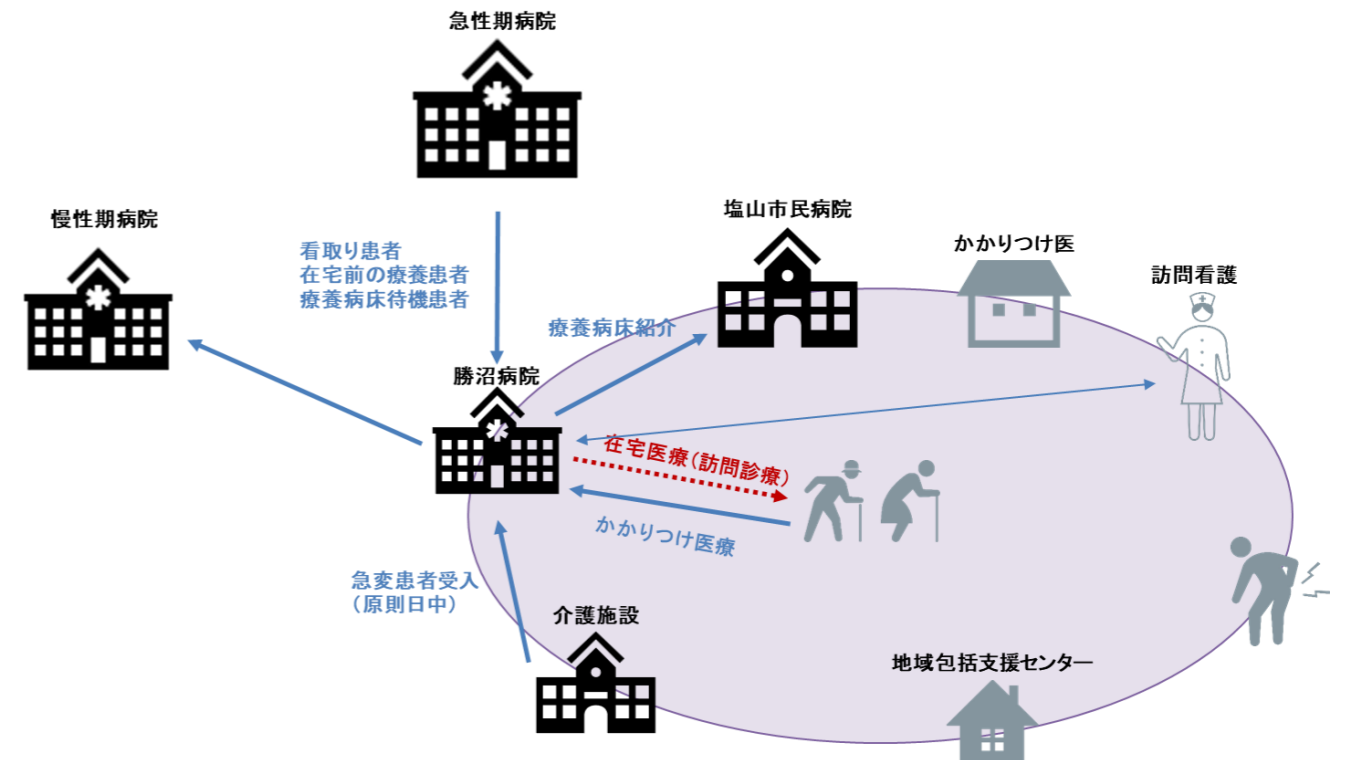 急性期病院
慢性期病院
看取り患者
在宅前の療養患者
療養病床待機患者
塩山市民病院
かかりつけ医
訪問看護
療養病床紹介
勝沼病院
在宅医療(訪問診療)
かかりつけ医療
急変患者受入
(原則日中)
介護施設
地域包括支援センター